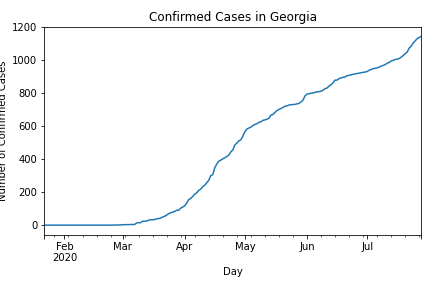 Confirmed Cases in Georgia
Number of Confirmed Cases
1200
1000
800
600
400
200
0
Feb
2020
Mar
Apr
May
Jun
Jul
Day